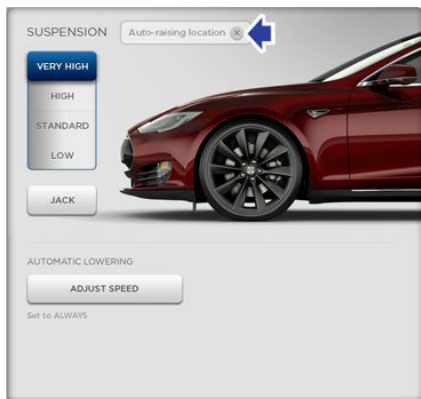 SUSPENSION
Auto-raising location
VERY HIGH
HIGH
STANDARD
LOW
JACK
AUTOMATIC LOWERING
ADJUST SPEED
Set to ALWAYS